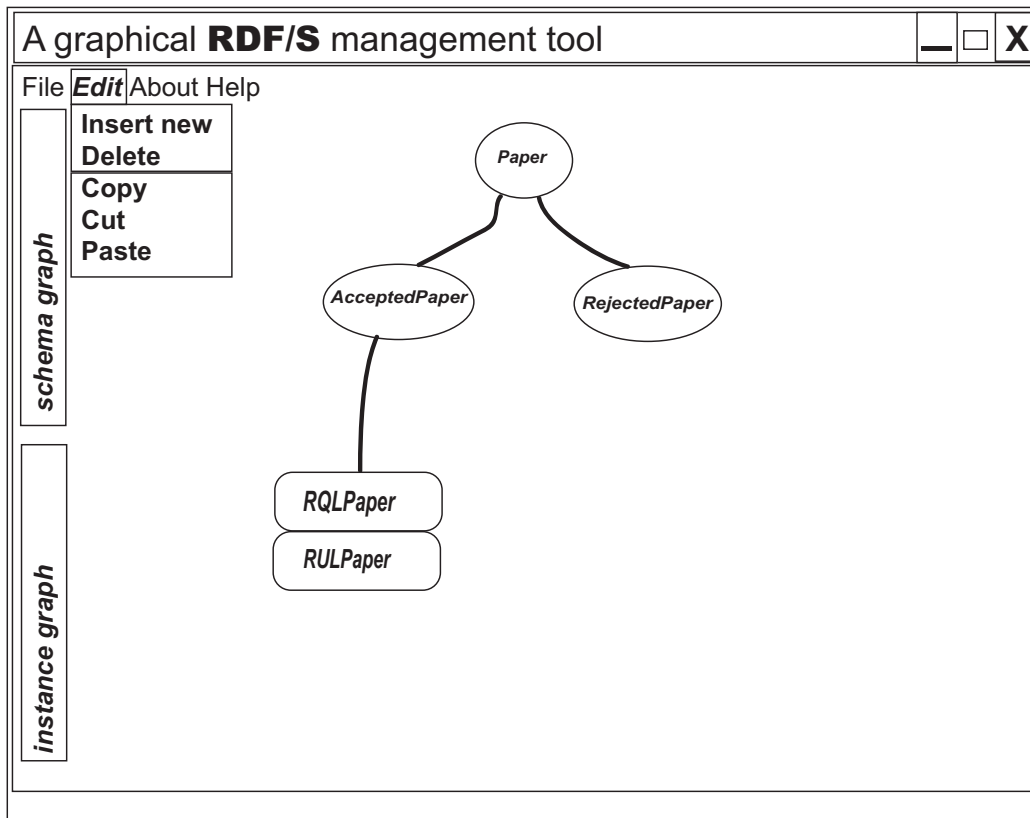 A graphical RDF/S management tool
X
File Edit About Help
Insert new
Delete
Copy
Cut
Paste
schema graph
instance graph
Paper
AcceptedPaper
RejectedPaper
RQLPaper
RULPaper